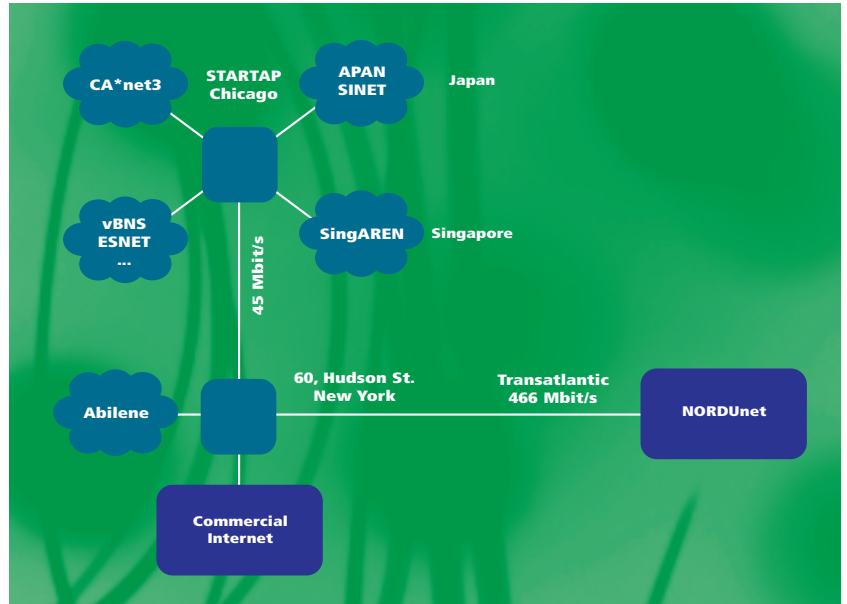 CA*net3
STARTAP
Chicago
APAN
SINET
Japan
vBNS
ESNET
...
SingAREN
Singapore
45 Mbit/s
Abilene
60, Hudson St.
New York
Transatlantic
466 Mbit/s
NORDUnet
Commercial
Internet